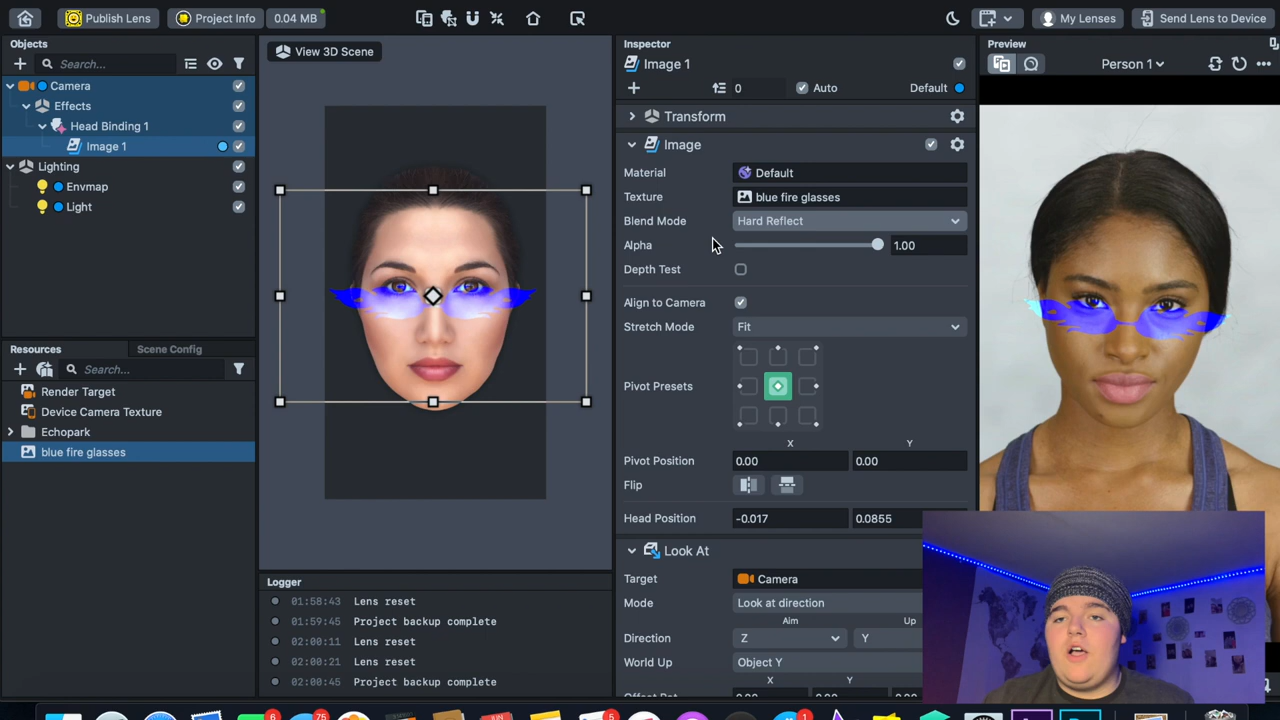 Publish Lens
Project Info
0.04 MB
My Lenses
Send Lens to Device
Objects
Search...
Camera
Effects
Head Binding 1
Image 1
Lighting
Envmap
Light
Resources
Scene Config
Search...
Render Target
Device Camera Texture
Echopark
blue fire glasses
View 3D Scene
Logger
01:58:43 Lens reset
01:59:45 Project backup complete
02:00:11 Lens reset
02:00:21 Lens reset
02:00:45 Project backup complete
Inspector
Image 1
0
Auto
Default
Transform
Image
Material Default
Texture blue fire glasses
Blend Mode Hard Reflect
Alpha 1.00
Depth Test
Align to Camera
Stretch Mode Fit
Pivot Presets
X Y
Pivot Position 0.00 0.00
Flip
Head Position -0.017 0.0855
Look At
Target Camera
Mode Look at direction
Aim Up
Direction Z Y
World Up Object Y
X Y
Preview
Person 1
6
75
JUN
5
1